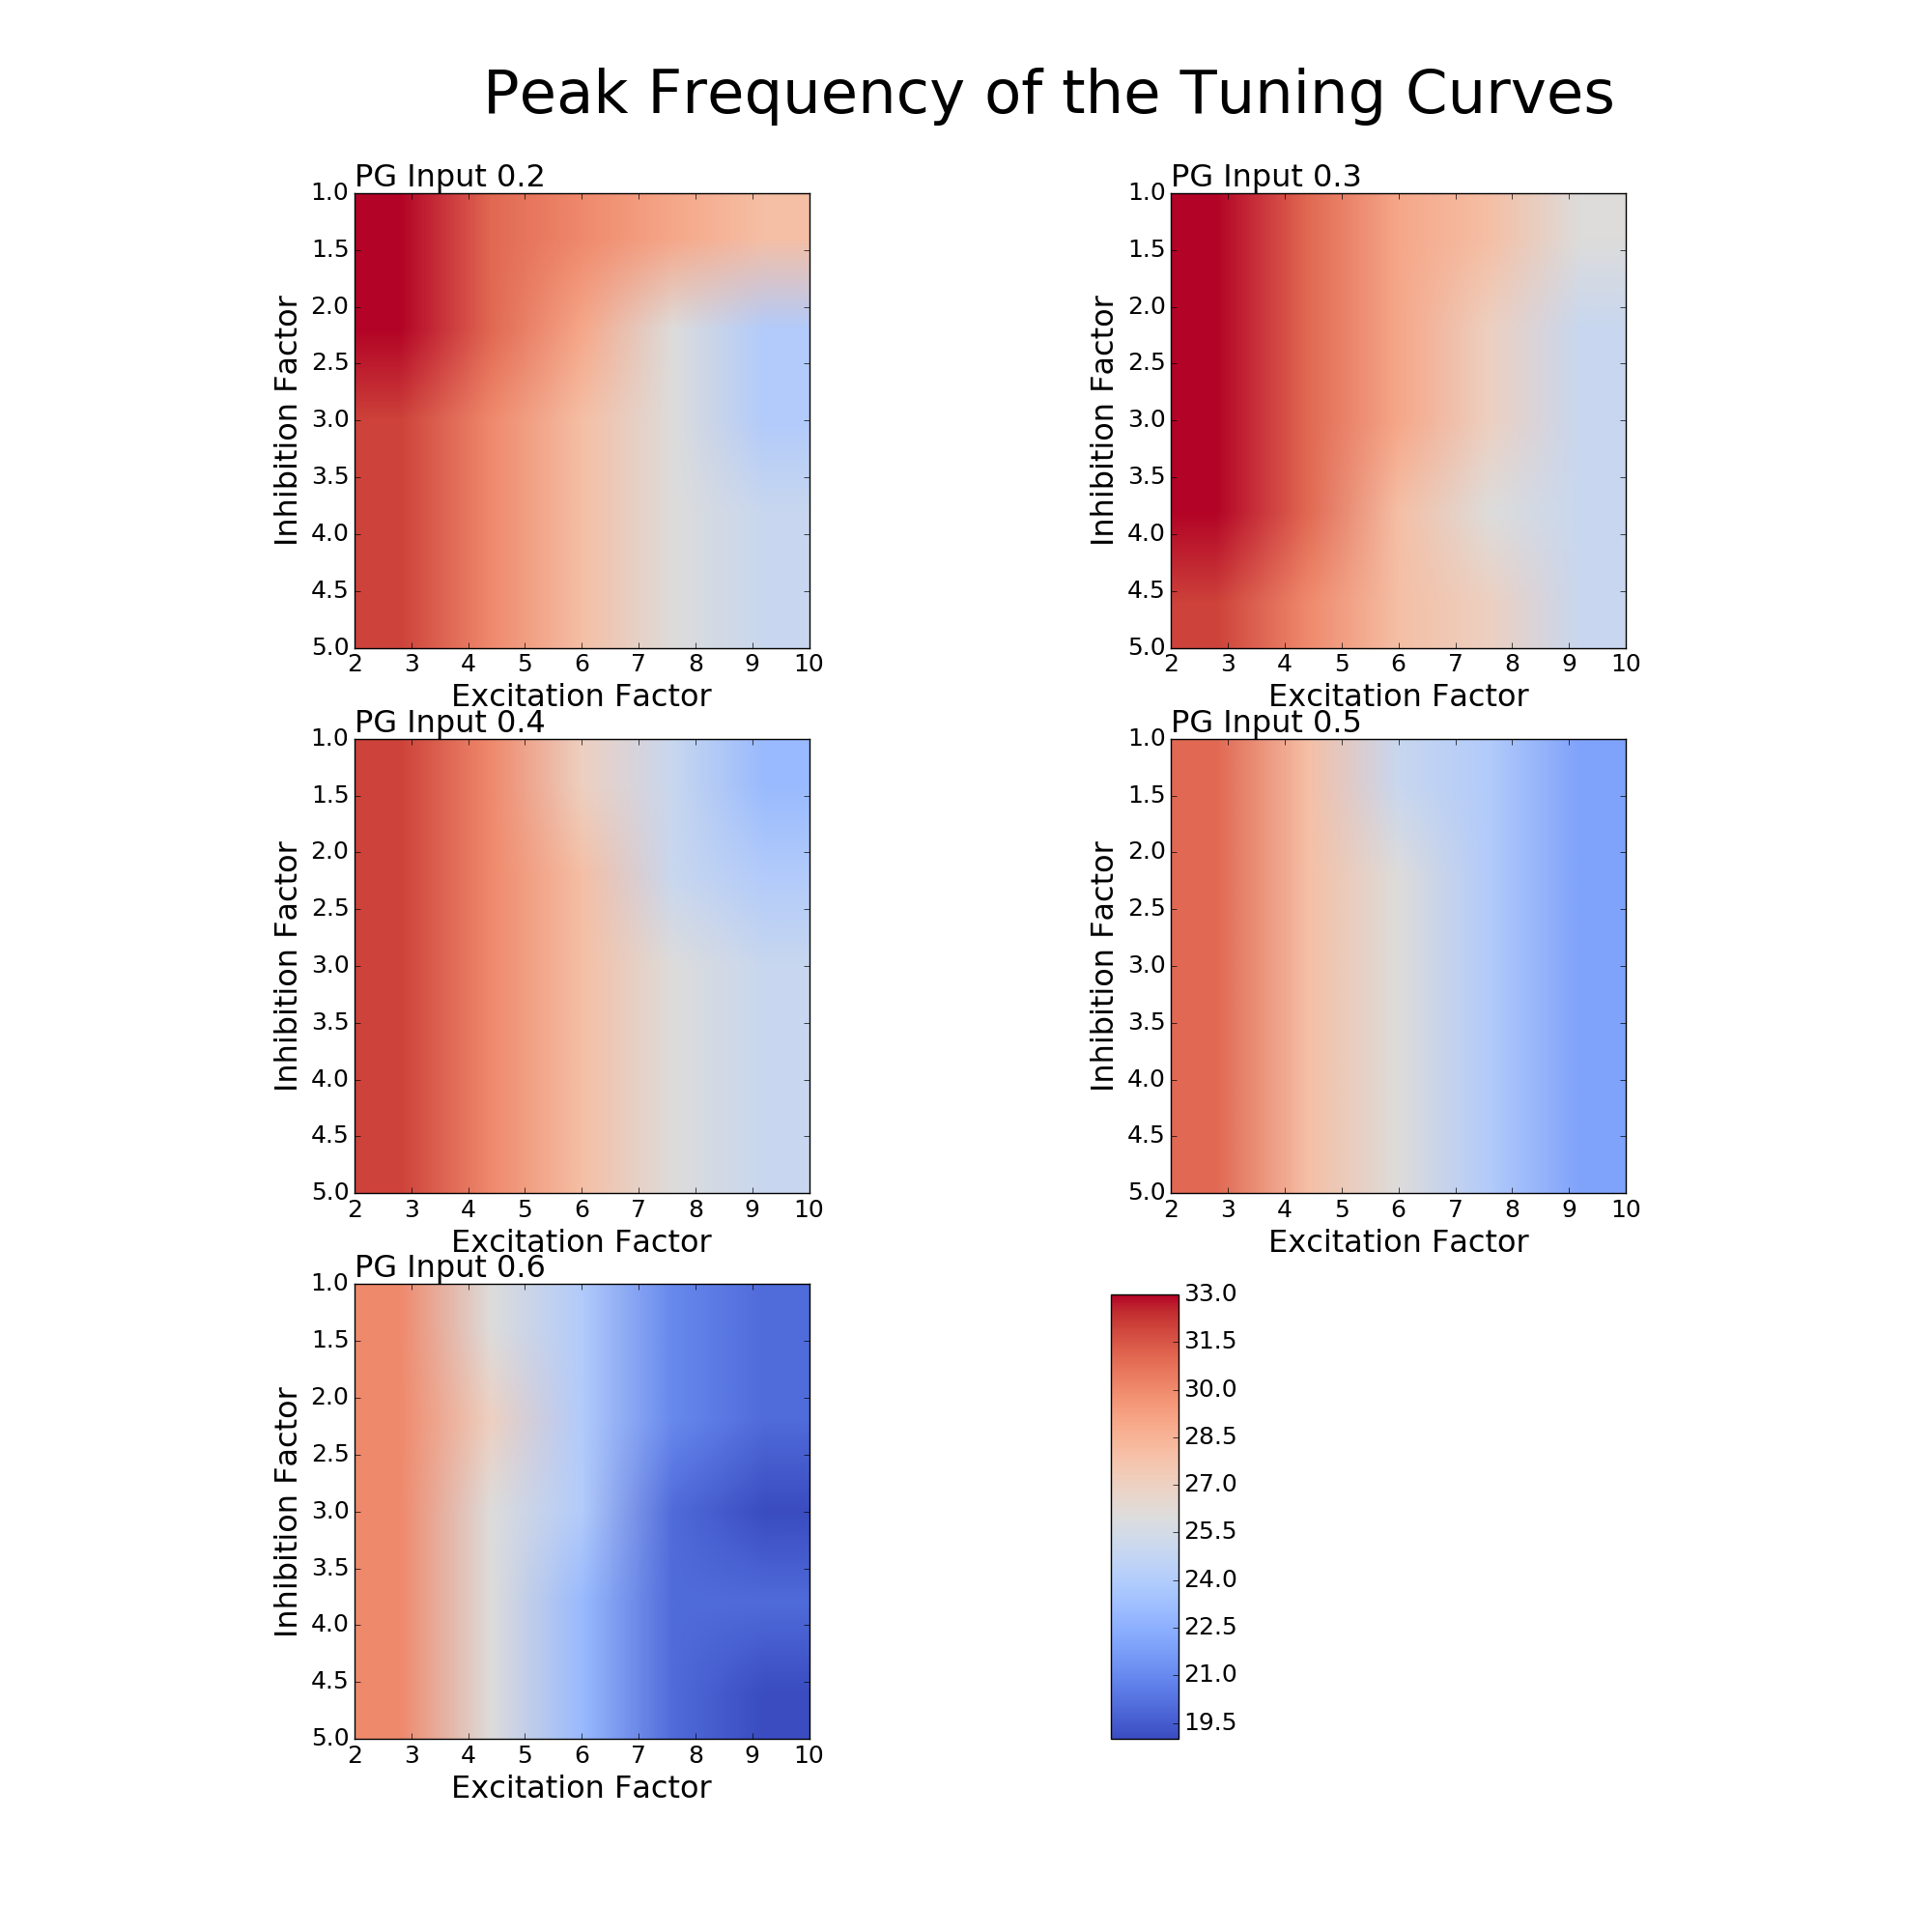 Peak Frequency of the Tuning Curves
PG Input 0.2
1.0
1.5
2.0
2.5
3.0
3.5
4.0
4.5
5.0
Inhibition Factor
2 3 4 5 6 7 8 9 10
Excitation Factor
PG Input 0.3
1.0
1.5
2.0
2.5
3.0
3.5
4.0
4.5
5.0
Inhibition Factor
2 3 4 5 6 7 8 9 10
Excitation Factor
PG Input 0.4
1.0
1.5
2.0
2.5
3.0
3.5
4.0
4.5
5.0
Inhibition Factor
2 3 4 5 6 7 8 9 10
Excitation Factor
PG Input 0.5
1.0
1.5
2.0
2.5
3.0
3.5
4.0
4.5
5.0
Inhibition Factor
2 3 4 5 6 7 8 9 10
Excitation Factor
PG Input 0.6
1.0
1.5
2.0
2.5
3.0
3.5
4.0
4.5
5.0
Inhibition Factor
2 3 4 5 6 7 8 9 10
Excitation Factor
33.0
31.5
30.0
28.5
27.0
25.5
24.0
22.5
21.0
19.5